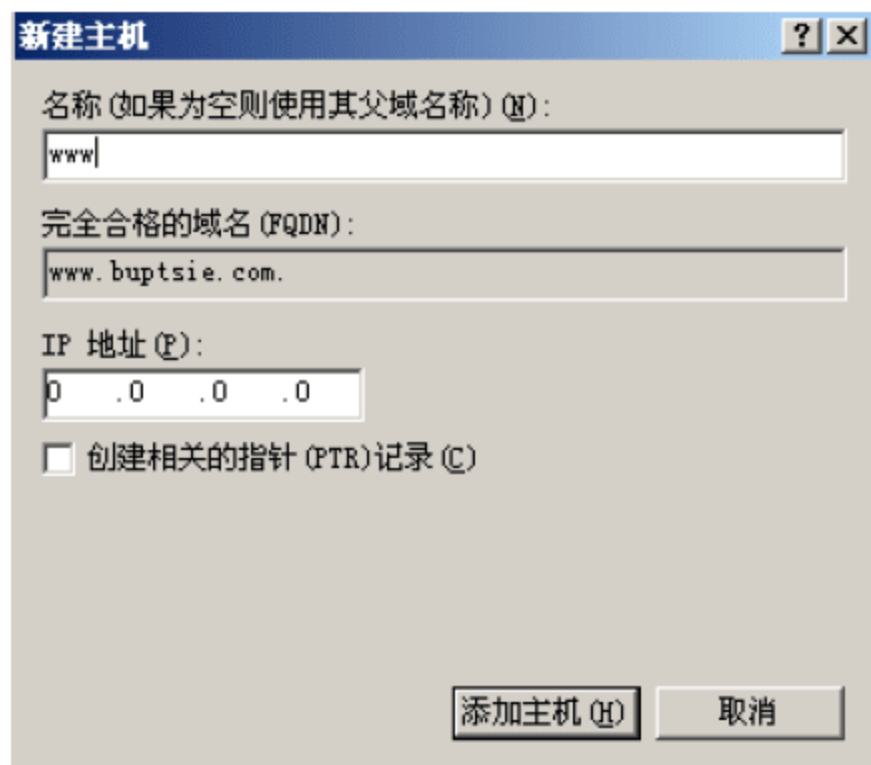 新建主机
名称(如果为空则使用其父域名称)(N):
www
完全合格的域名(FQDN):
www.buptsie.com.
IP 地址(P):
0 .0 .0 .0
创建相关的指针(PTR)记录(C)
添加主机(H) 取消